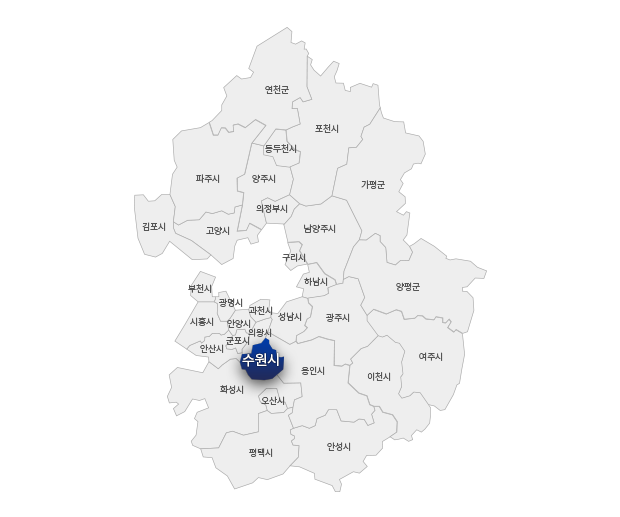 연천군
포천시
동두천시
파주시
양주시
가평군
의정부시
김포시
고양시
남양주시
구리시
하남시
양평군
부천시
광명시
과천시
시흥시
안양시
성남시
광주시
의왕시
군포시
안산시
수원시
여주시
용인시
이천시
화성시
오산시
안성시
평택시